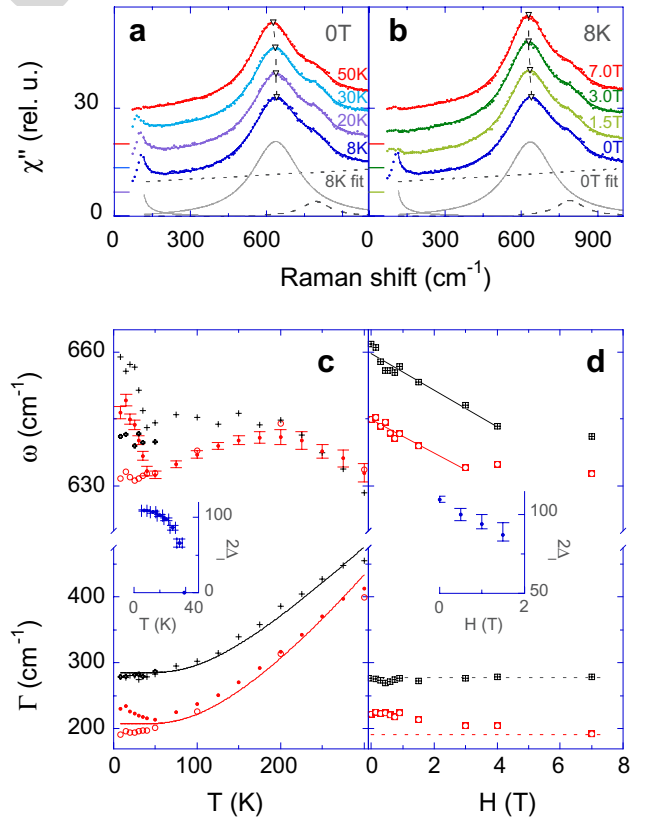 a 0T b 8K
50K 7.0T
30K 3.0T
20K 1.5T
8K 0T
8K fit 0T fit
χ" (rel. u.)
30
0
0 300 600 0 300 600 900
Raman shift (cm⁻¹)
c d
ω (cm⁻¹)
660
630
100 0 2Δ'
0 40
T (K)
100 50 2Δ'
0 2
H (T)
Γ (cm⁻¹)
400
300
200
0 100 200 0 2 4 6 8
T (K) H (T)